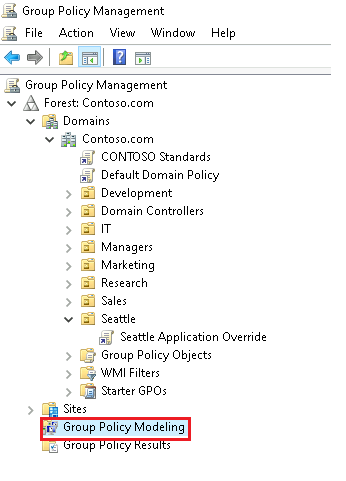 Group Policy Management
File Action View Window Help
Group Policy Management
Forest: Contoso.com
Domains
Contoso.com
CONTOSO Standards
Default Domain Policy
Development
Domain Controllers
IT
Managers
Marketing
Research
Sales
Seattle
Seattle Application Override
Group Policy Objects
WMI Filters
Starter GPOs
Sites
Group Policy Modeling
Group Policy Results